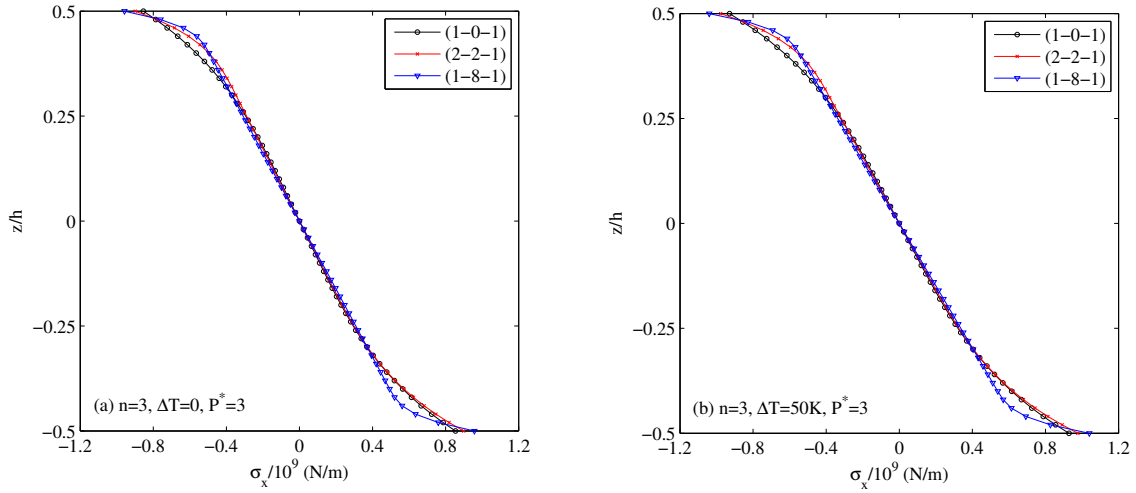 0.5
0.25
0
−0.25
−0.5
z/h
−1.2 −0.8 −0.4 0 0.4 0.8 1.2
σx/10^9 (N/m)
(1−0−1)
(2−2−1)
(1−8−1)
(a) n=3, ΔT=0, P*=3
0.5
0.25
0
−0.25
−0.5
z/h
−1.2 −0.8 −0.4 0 0.4 0.8 1.2
σx/10^9 (N/m)
(1−0−1)
(2−2−1)
(1−8−1)
(b) n=3, ΔT=50K, P*=3